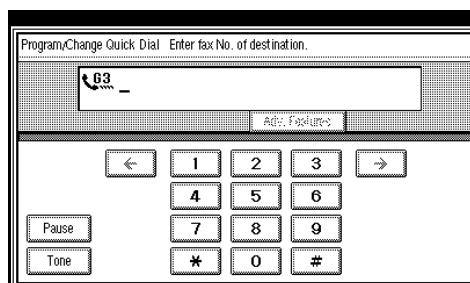 Program/Change Quick Dial Enter fax No. of destination.
G3 _
Adv. Features
← 1 2 3 →
4 5 6
Pause 7 8 9
Tone * 0 #